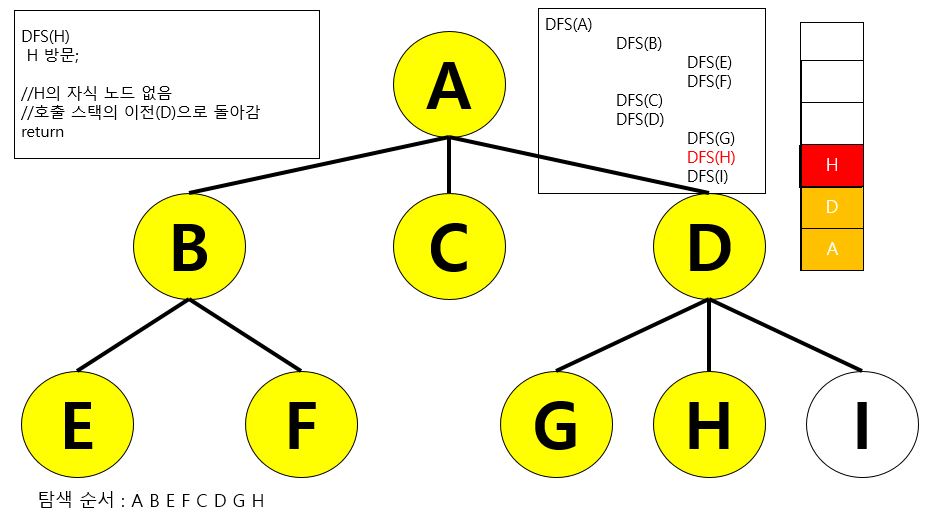 DFS(H)
H 방문;
//H의 자식 노드 없음
//호출 스택의 이전(D)으로 돌아감
return
DFS(A)
DFS(B)
DFS(E)
DFS(F)
DFS(C)
DFS(D)
DFS(G)
DFS(H)
DFS(I)
H
D
A
A
B
C
D
E
F
G
H
I
탐색 순서 : A B E F C D G H